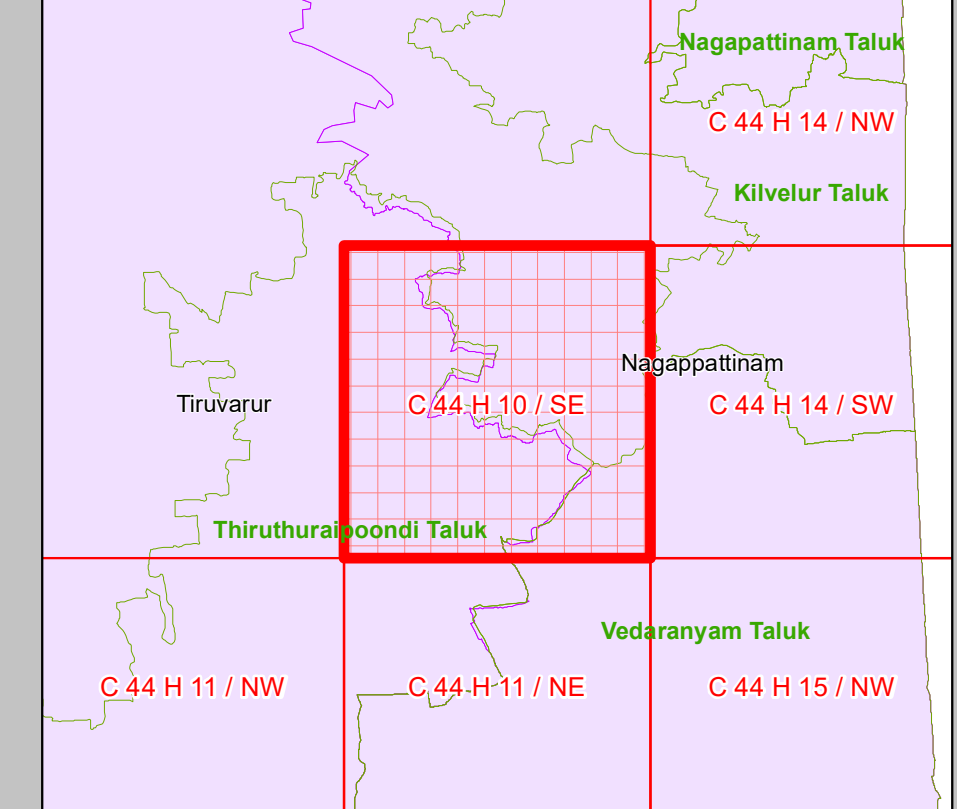 Nagapattinam Taluk
C 44 H 14 / NW
Kilvelur Taluk
Nagappattinam
Tiruvarur
C 44 H 10 / SE
C 44 H 14 / SW
Thiruthuraipoondi Taluk
Vedaranyam Taluk
C 44 H 11 / NW
C 44 H 11 / NE
C 44 H 15 / NW